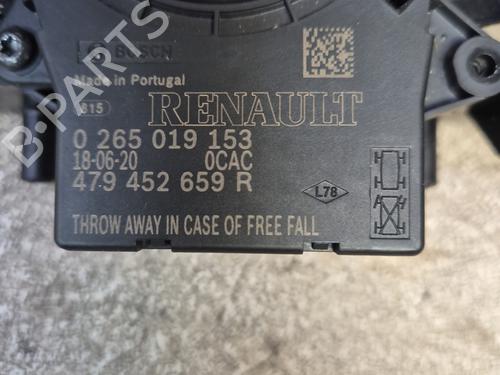 BOSCH
Made in Portugal
815
RENAULT
0 265 019 153
18-06-20 0CAC
479 452 659 R
L78
THROW AWAY IN CASE OF FREE FALL
B-PARTS